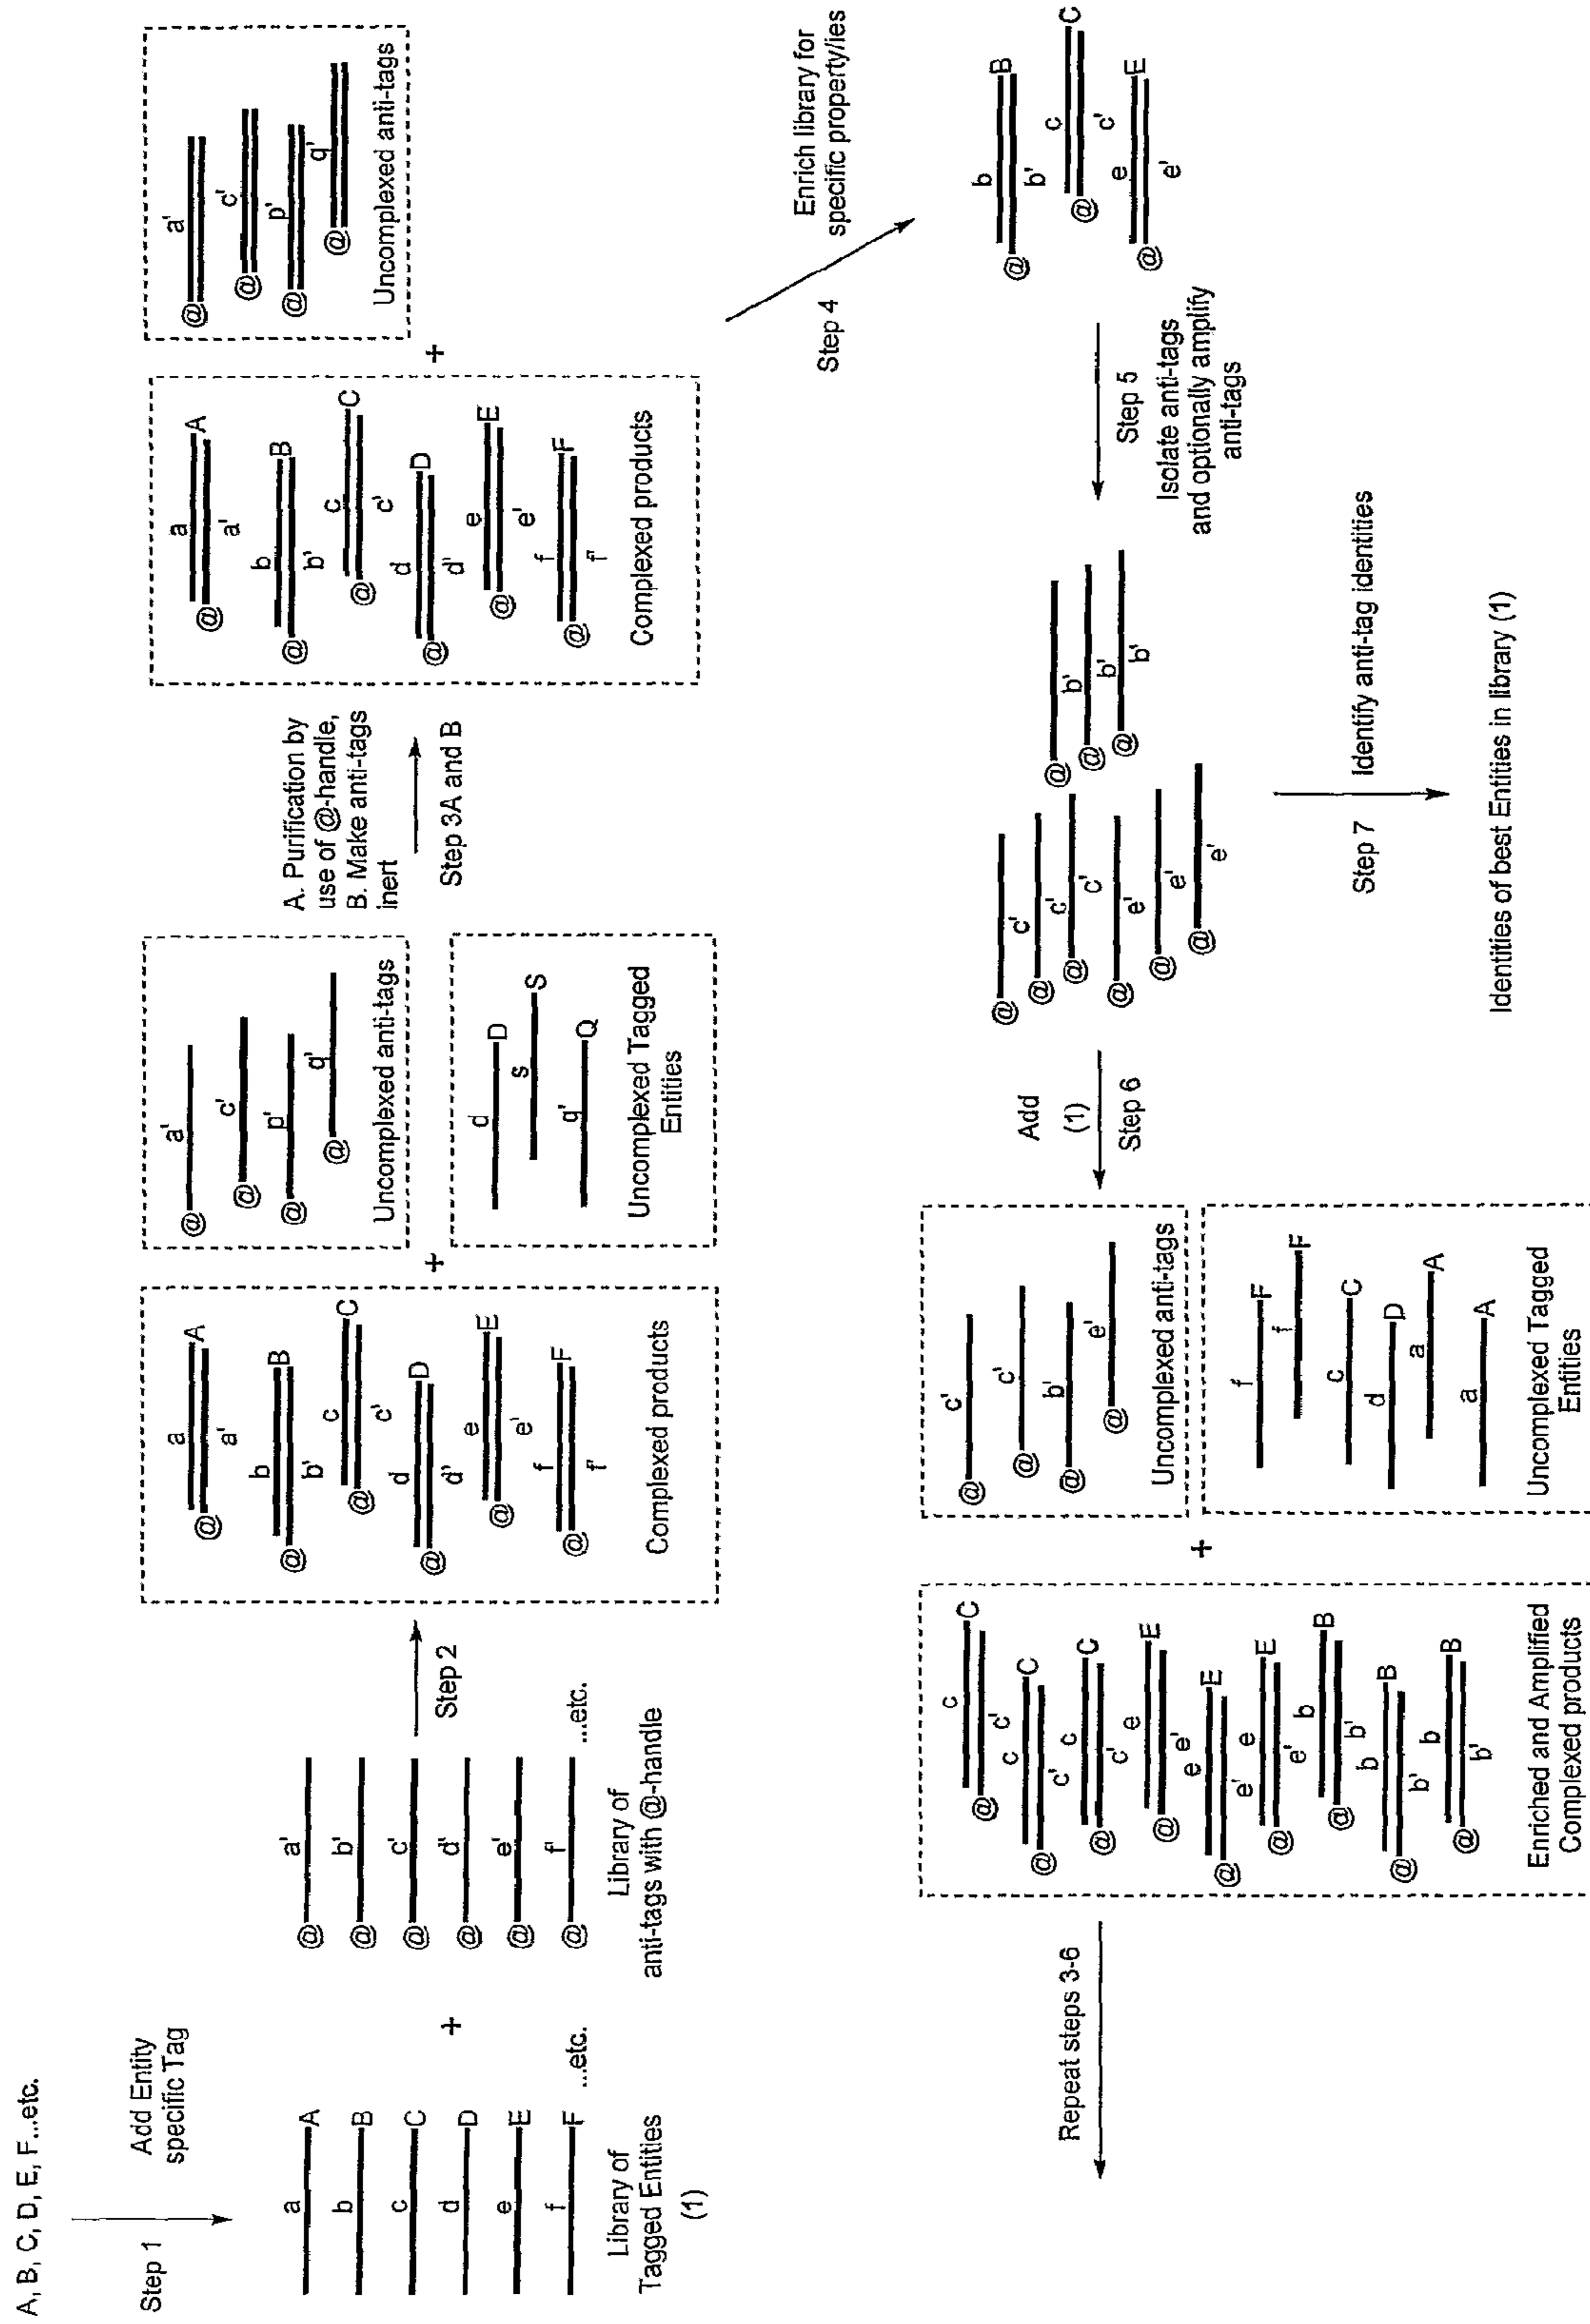 A, B, C, D, E, F...etc.
Step 1
Add Entity
specific Tag
a
A
b
B
c
C
d
D
e
E
f
F
...etc.
Library of
Tagged Entities
(1)
+
@
a'
@
b'
@
c'
@
d'
@
e'
@
f'
...etc.
Library of
anti-tags with @-handle
Step 2
a
A
@
a'
b
B
@
b'
c
C
@
c'
d
D
@
d'
e
E
@
e'
f
F
@
f'
Complexed products
+
@
a'
@
c'
@
p'
@
q'
Uncomplexed anti-tags
d
D
s
S
q'
Q
Uncomplexed Tagged
Entities
A. Purification by
use of @-handle,
B. Make anti-tags
inert
Step 3A and B
a
A
@
a'
b
B
@
b'
c
C
@
c'
d
D
@
d'
e
E
@
e'
f
F
@
f'
Complexed products
+
@
a'
@
c'
@
p'
@
q'
Uncomplexed anti-tags
Step 4
Enrich library for
specific property/ies
b
B
@
b'
c
C
@
c'
e
E
@
e'
Step 5
Isolate anti-tags
and optionally amplify
anti-tags
@
c'
@
c'
@
c'
@
e'
@
e'
@
e'
@
b'
@
b'
@
b'
Step 7
Identify anti-tag identities
Identities of best Entities in library (1)
Add
(1)
Step 6
@
c'
@
c'
@
b'
@
e'
Uncomplexed anti-tags
f
F
f
F
c
C
d
D
a
A
a
A
Uncomplexed Tagged
Entities
+
c
C
@
c'
c
C
@
c'
c
C
@
c'
e
E
@
e'
e
E
@
e'
e
E
@
e'
b
B
@
b'
b
B
@
b'
b
B
@
b'
Enriched and Amplified
Complexed products
Repeat steps 3-6